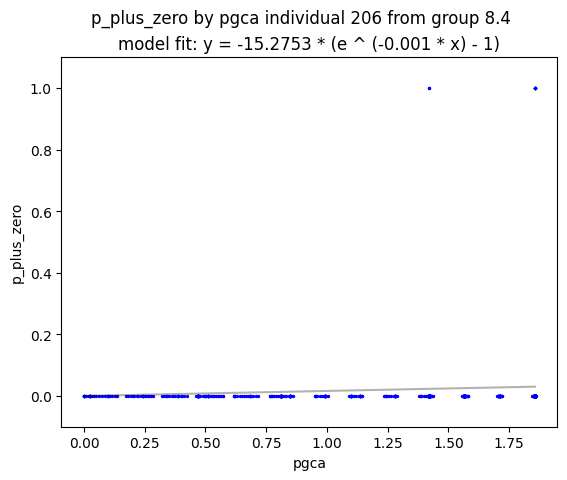 p_plus_zero by pgca individual 206 from group 8.4
model fit: y = -15.2753 * (e ^ (-0.001 * x) - 1)
1.0
0.8
0.6
0.4
0.2
0.0
p_plus_zero
0.00 0.25 0.50 0.75 1.00 1.25 1.50 1.75
pgca